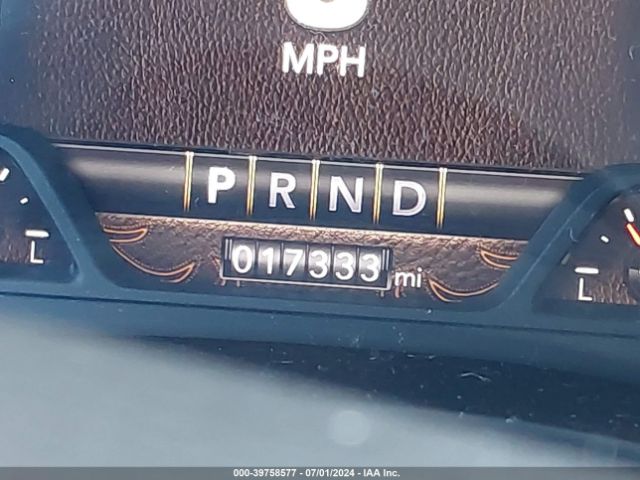 MPH
P R N D
017333 mi
L
L
000-39758577 - 07/01/2024 - IAA Inc.